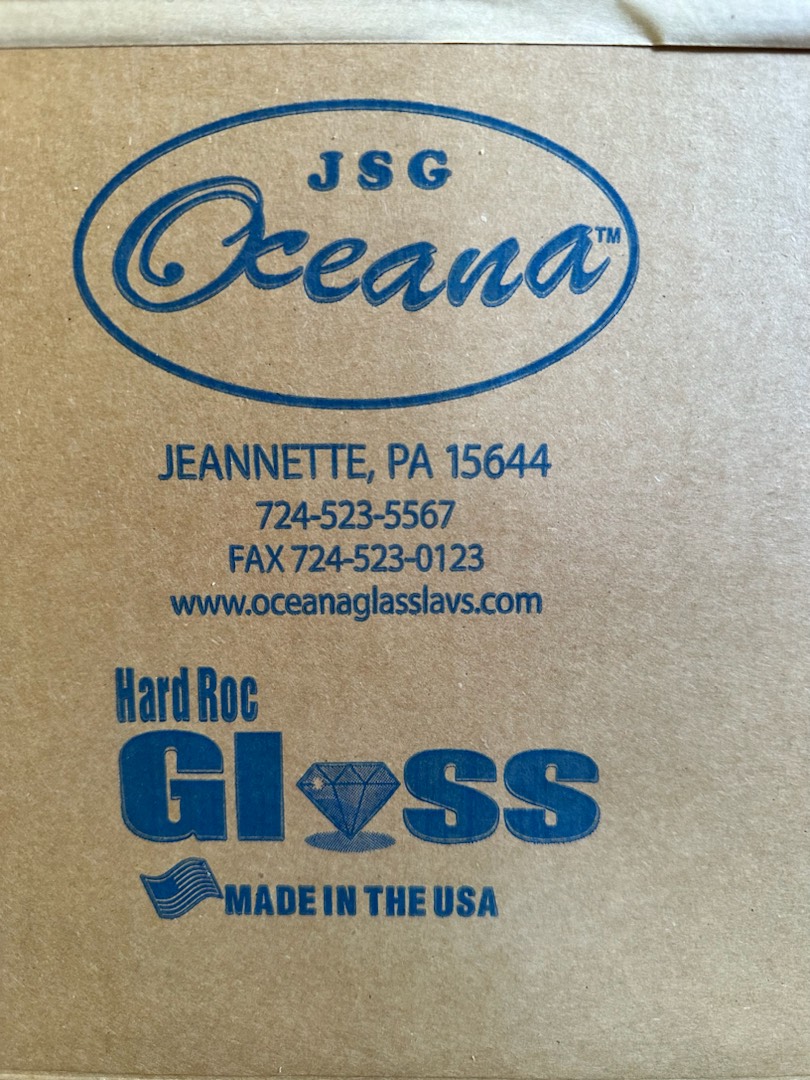 JSG
Oceana™
JEANNETTE, PA 15644
724-523-5567
FAX 724-523-0123
www.oceanaglasslavs.com
Hard Roc
Glass
MADE IN THE USA